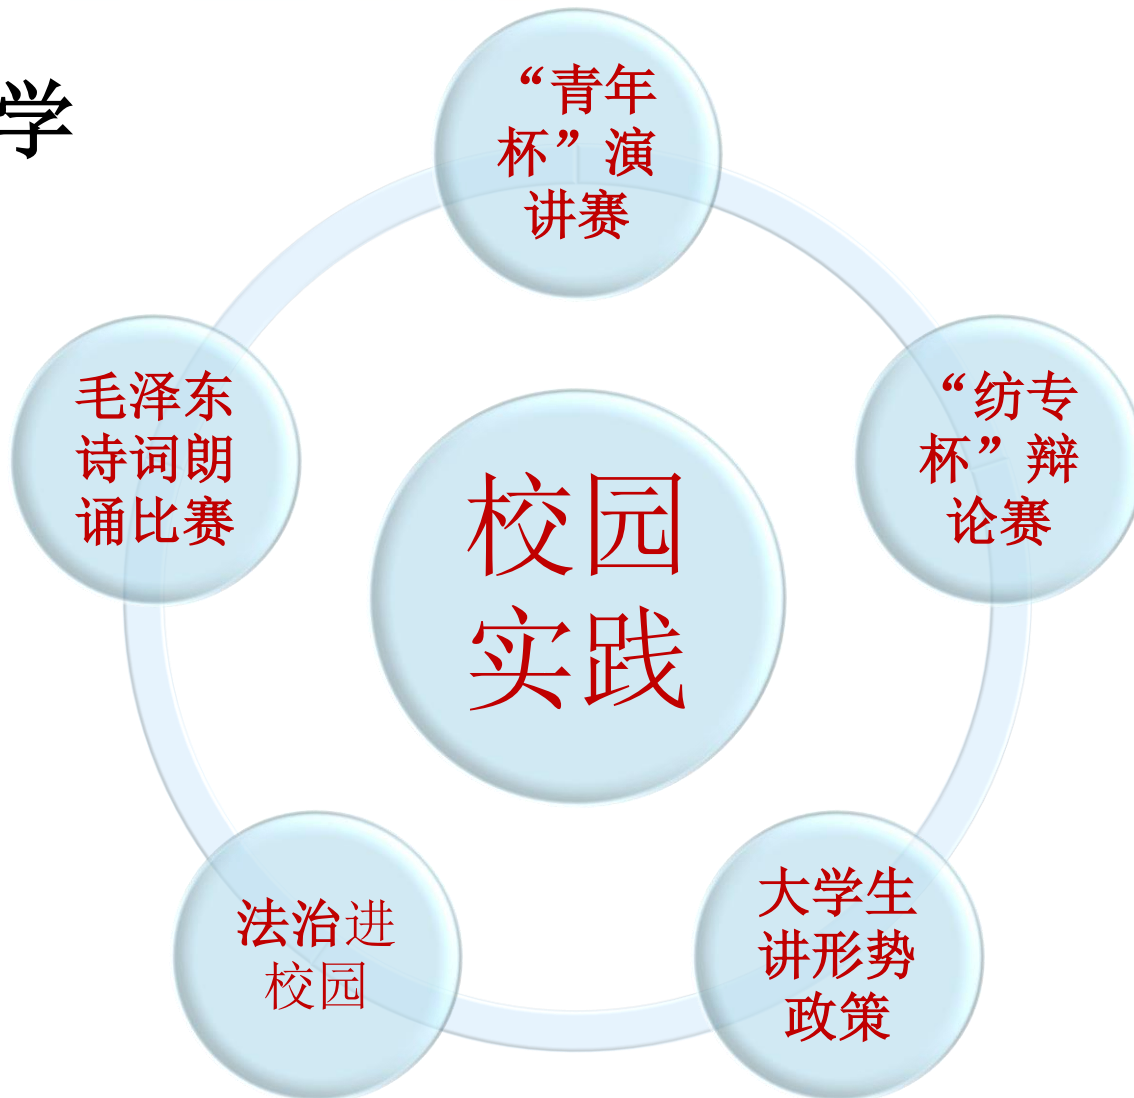 学
“青年
杯”演
讲赛
“纺专
杯”辩
论赛
大学生
讲形势
政策
法治进
校园
毛泽东
诗词朗
诵比赛
校园
实践